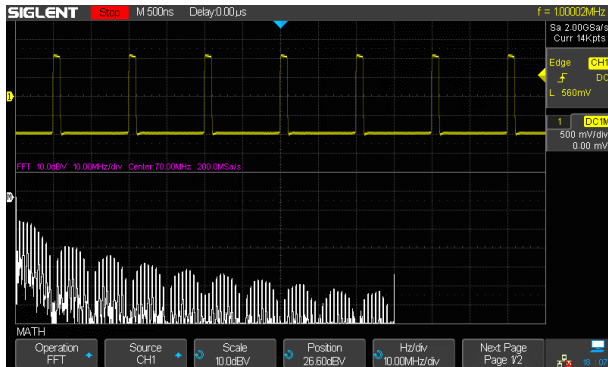 SIGLENT Stop M 500ns Delay:0.00µs f = 1.00002MHz
Sa 2.00GSa/s
Curr 14Kpts
Edge CH1
DC
L 560mV
1 DC1M
500 mV/div
0.00 mV
1
FFT 10.0dBV 10.00MHz/div Center:70.00MHz 200.0MSa/s
MATH
Operation
FFT
Source
CH1
Scale
10.0dBV
Position
26.60dBV
Hz/div
10.00MHz/div
Next Page
Page 1/2
18:07